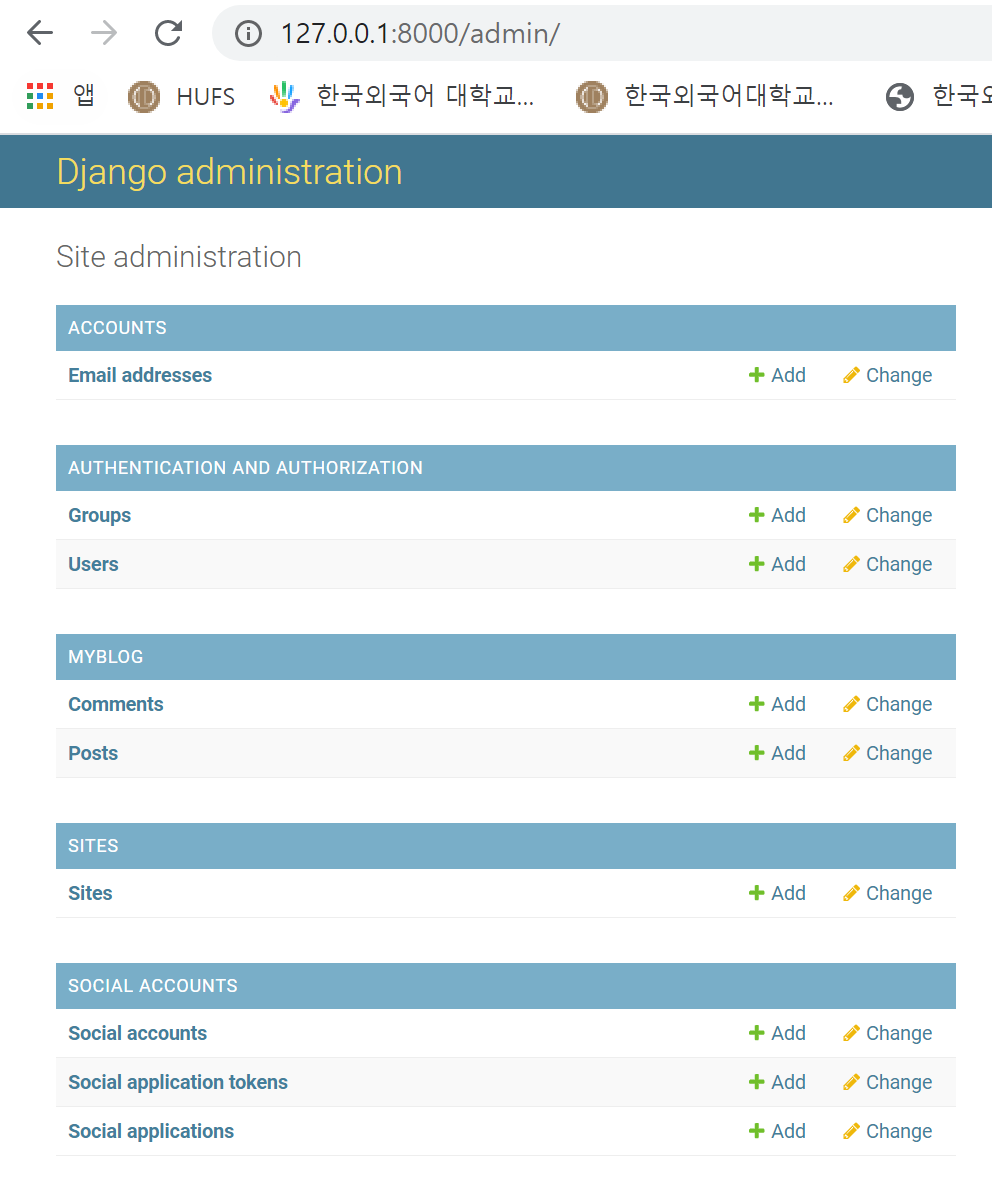 127.0.0.1:8000/admin/
앱 HUFS 한국외국어 대학교... 한국외국어대학교...
Django administration
Site administration
ACCOUNTS
Email addresses Add Change
AUTHENTICATION AND AUTHORIZATION
Groups Add Change
Users Add Change
MYBLOG
Comments Add Change
Posts Add Change
SITES
Sites Add Change
SOCIAL ACCOUNTS
Social accounts Add Change
Social application tokens Add Change
Social applications Add Change